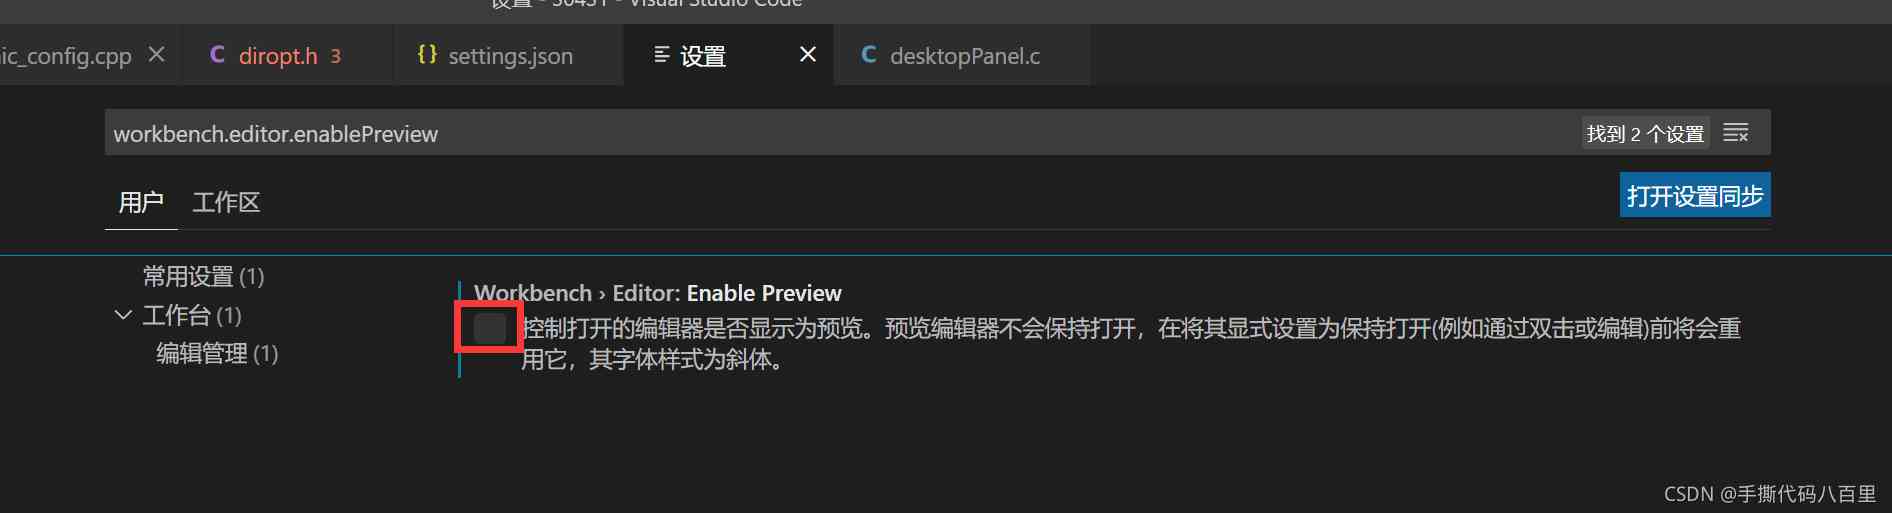 设置 - S0431 - Visual Studio Code
ic_config.cpp
diropt.h 3
{} settings.json
设置
C desktopPanel.c
workbench.editor.enablePreview
找到 2 个设置
用户 工作区
打开设置同步
常用设置 (1)
工作台 (1)
编辑管理 (1)
Workbench › Editor: Enable Preview
控制打开的编辑器是否显示为预览。预览编辑器不会保持打开，在将其显式设置为保持打开(例如通过双击或编辑)前将会重
用它，其字体样式为斜体。
CSDN @手撕代码八百里